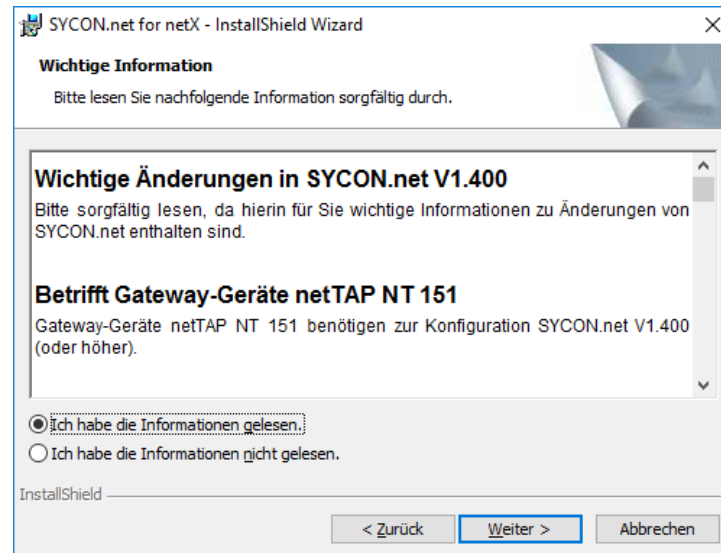 SYCON.net for netX - InstallShield Wizard
Wichtige Information
Bitte lesen Sie nachfolgende Information sorgfältig durch.
Wichtige Änderungen in SYCON.net V1.400
Bitte sorgfältig lesen, da hierin für Sie wichtige Informationen zu Änderungen von
SYCON.net enthalten sind.
Betrifft Gateway-Geräte netTAP NT 151
Gateway-Geräte netTAP NT 151 benötigen zur Konfiguration SYCON.net V1.400
(oder höher).
Ich habe die Informationen gelesen.
Ich habe die Informationen nicht gelesen.
InstallShield
< Zurück Weiter > Abbrechen